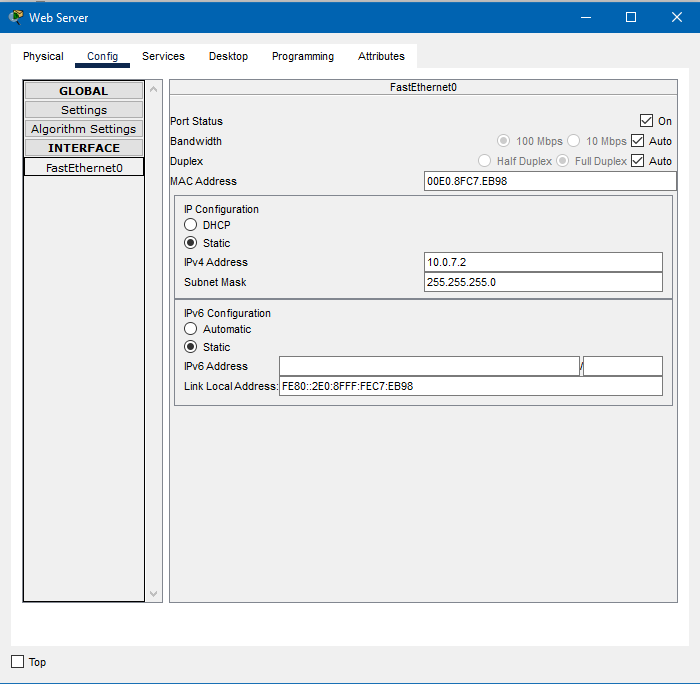 Web Server
Physical Config Services Desktop Programming Attributes
GLOBAL
Settings
Algorithm Settings
INTERFACE
FastEthernet0
FastEthernet0
Port Status On
Bandwidth 100 Mbps 10 Mbps Auto
Duplex Half Duplex Full Duplex Auto
MAC Address 00E0.8FC7.EB98
IP Configuration
DHCP
Static
IPv4 Address 10.0.7.2
Subnet Mask 255.255.255.0
IPv6 Configuration
Automatic
Static
IPv6 Address /
Link Local Address: FE80::2E0:8FFF:FEC7:EB98
Top